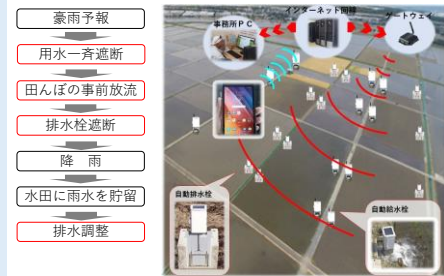 豪雨予報
用水一斉遮断
田んぼの事前放流
排水栓遮断
降 雨
水田に雨水を貯留
排水調整
事務所PC
インターネット回線
ゲートウェイ
自動排水栓
自動給水栓